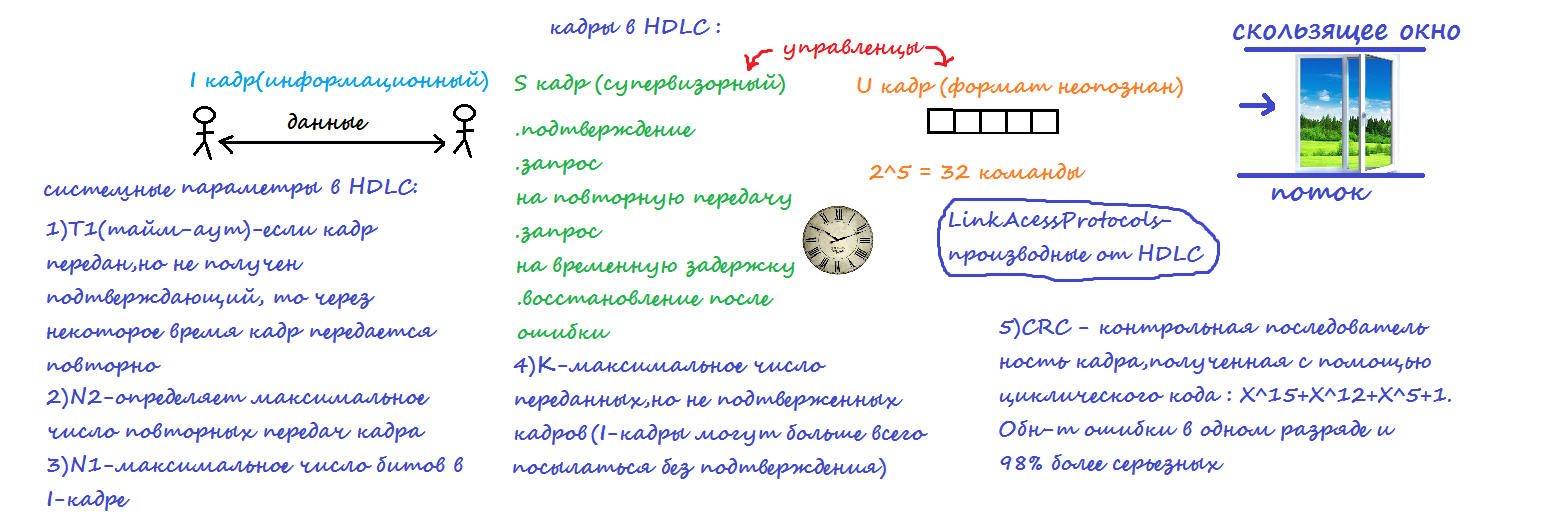 кадры в HDLC :
управленцы
I кадр(информационный)
данные
S кадр (супервизорный)
.подтверждение
.запрос
на повторную передачу
.запрос
на временную задержку
.восстановление после
ошибки
U кадр (формат неопознан)
2^5 = 32 команды
LinkAcessProtocols-
производные от HDLC
скользящее окно
поток
системные параметры в HDLC:
1)T1(тайм-аут)-если кадр
передан,но не получен
подтверждающий, то через
некоторое время кадр передается
повторно
2)N2-определяет максимальное
число повторных передач кадра
3)N1-максимальное число битов в
I-кадре
4)K-максимальное число
переданных,но не подтверженных
кадров(I-кадры могут больше всего
посылаться без подтверждения)
5)CRC - контрольная последователь
ность кадра,полученная с помощью
циклического кода : X^15+X^12+X^5+1.
Обн-т ошибки в одном разряде и
98% более серьезных